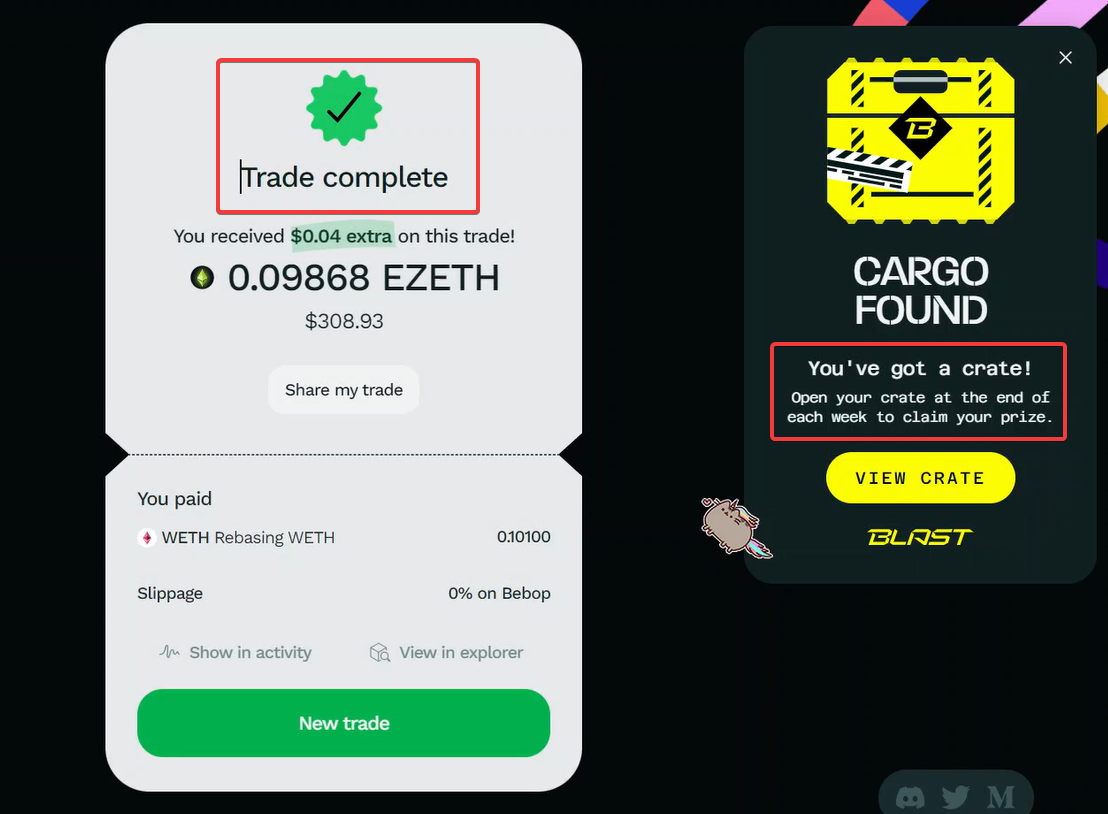 Trade complete
You received $0.04 extra on this trade!
0.09868 EZETH
$308.93
Share my trade
You paid
WETH Rebasing WETH 0.10100
Slippage 0% on Bebop
Show in activity View in explorer
New trade
B
CARGO
FOUND
You've got a crate!
Open your crate at the end of
each week to claim your prize.
VIEW CRATE
BLAST
M